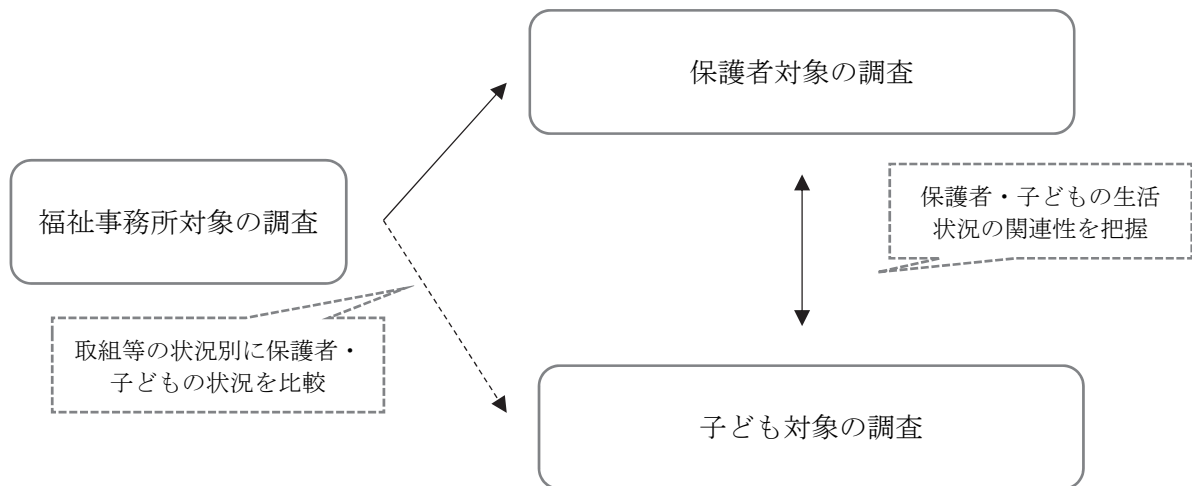 保護者対象の調査
福祉事務所対象の調査
保護者・子どもの生活
状況の関連性を把握
取組等の状況別に保護者・
子どもの状況を比較
子ども対象の調査